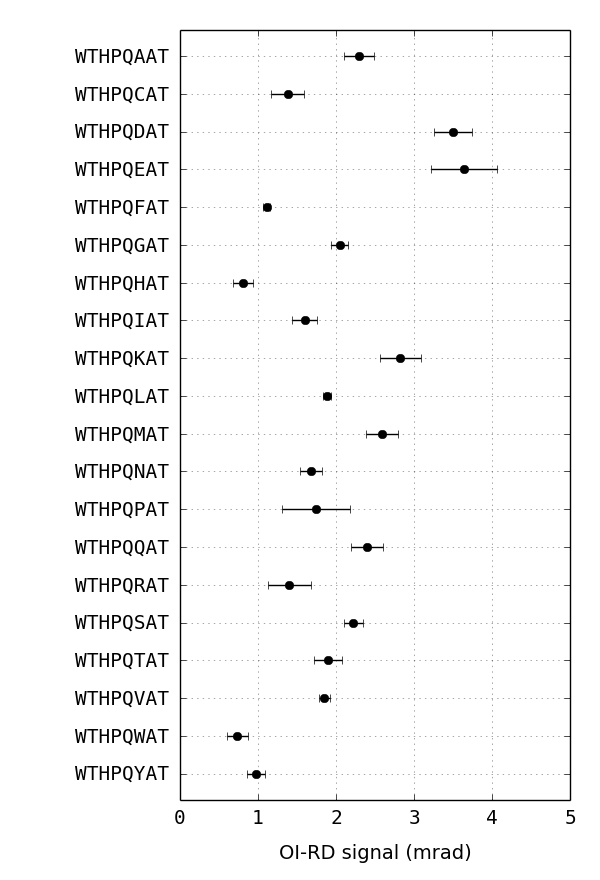 WTHPQAAT
WTHPQCAT
WTHPQDAT
WTHPQEAT
WTHPQFAT
WTHPQGAT
WTHPQHAT
WTHPQIAT
WTHPQKAT
WTHPQLAT
WTHPQMAT
WTHPQNAT
WTHPQPAT
WTHPQQAT
WTHPQRAT
WTHPQSAT
WTHPQTAT
WTHPQVAT
WTHPQWAT
WTHPQYAT
0 1 2 3 4 5
OI-RD signal (mrad)